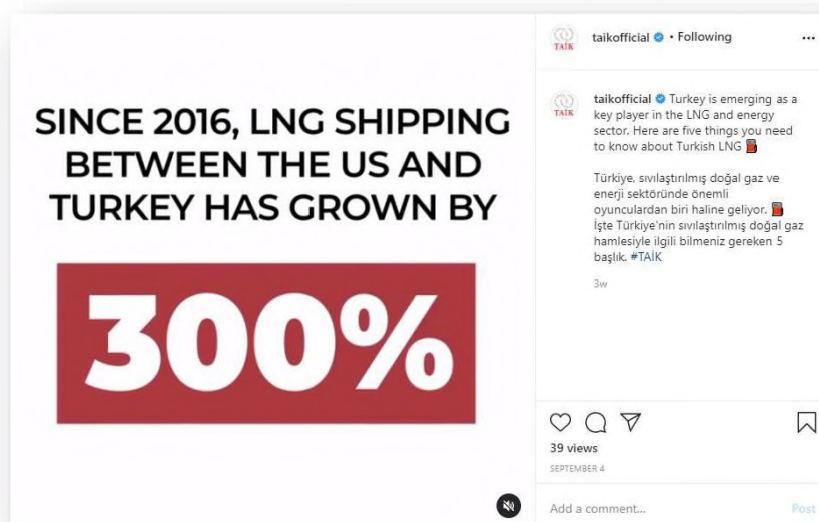 SINCE 2016, LNG SHIPPING
BETWEEN THE US AND
TURKEY HAS GROWN BY
300%
TAİK
taikofficial • Following
TAİK
taikofficial Turkey is emerging as a
key player in the LNG and energy
sector. Here are five things you need
to know about Turkish LNG
Türkiye, sıvılaştırılmış doğal gaz ve
enerji sektöründe önemli
oyunculardan biri haline geliyor.
İşte Türkiye'nin sıvılaştırılmış doğal gaz
hamlesiyle ilgili bilmeniz gereken 5
başlık. #TAİK
3w
39 views
SEPTEMBER 4
Add a comment...
Post